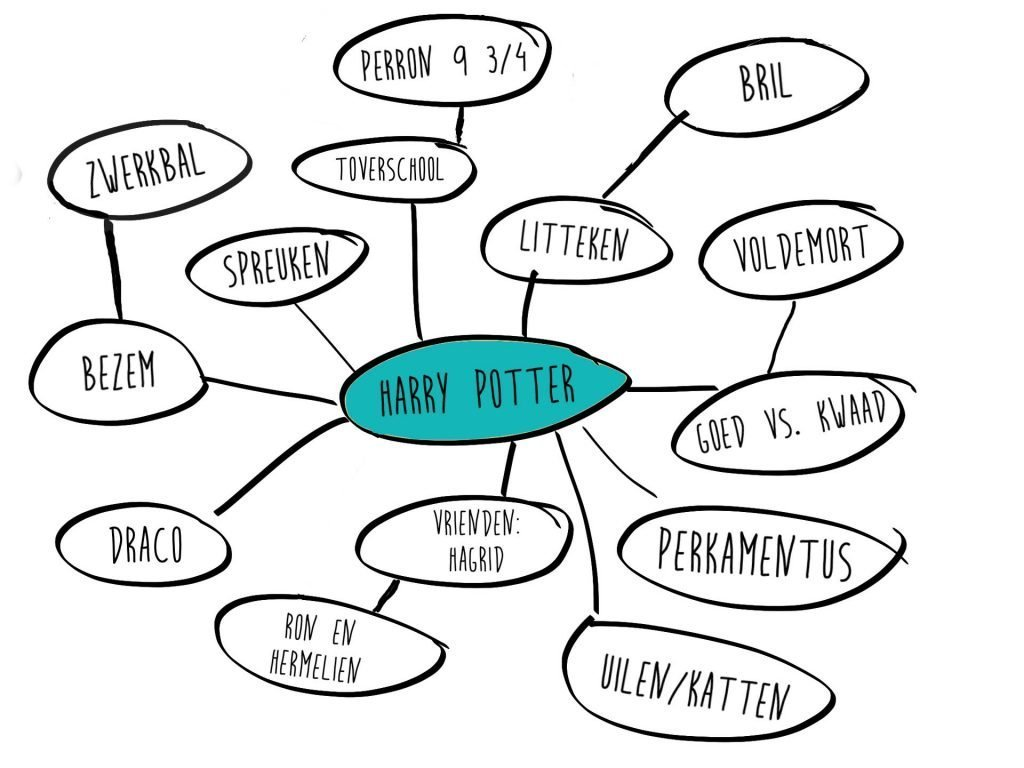 PERRON 9 3/4
BRIL
ZWERKBAL
TOVERSCHOOL
LITTEKEN
VOLDEMORT
SPREUKEN
BEZEM
HARRY POTTER
GOED VS. KWAAD
DRACO
VRIENDEN:
HAGRID
PERKAMENTUS
RON EN
HERMELIEN
UILEN/KATTEN